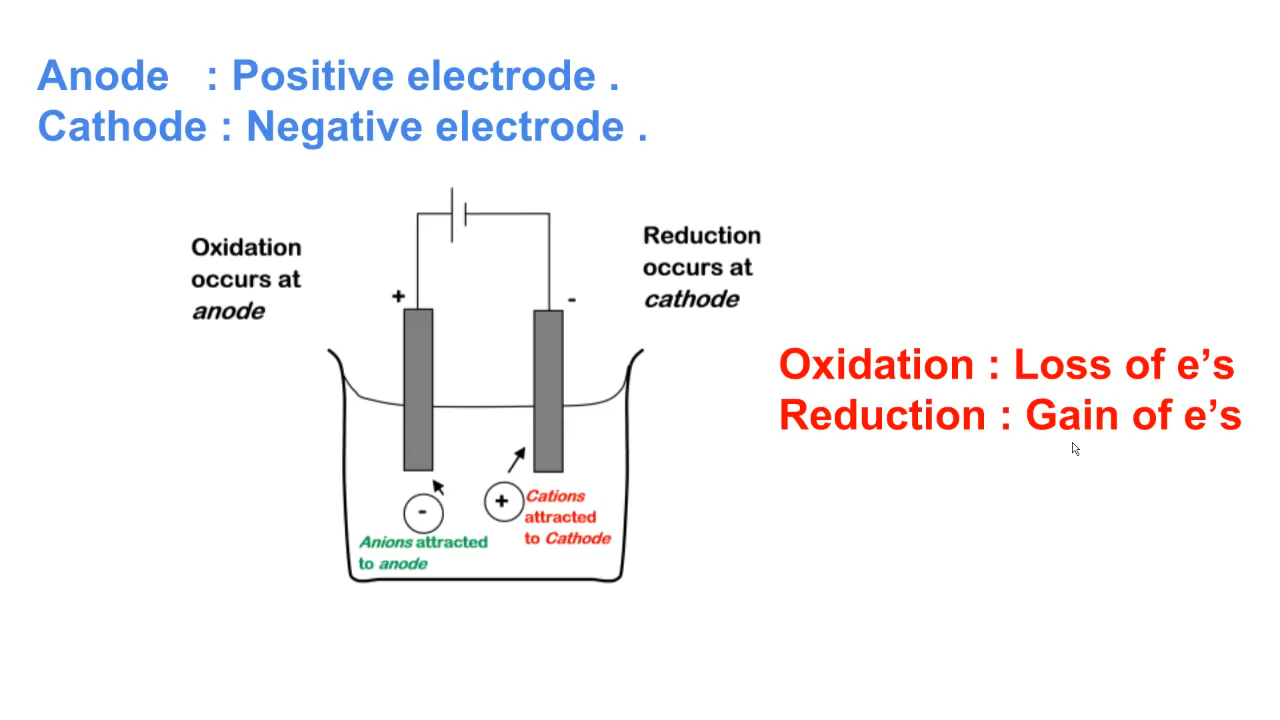 Anode : Positive electrode .
Cathode : Negative electrode .
Oxidation
occurs at
anode
+
-
Reduction
occurs at
cathode
Oxidation : Loss of e’s
Reduction : Gain of e’s
-
Anions attracted
to anode
+
Cations
attracted
to Cathode